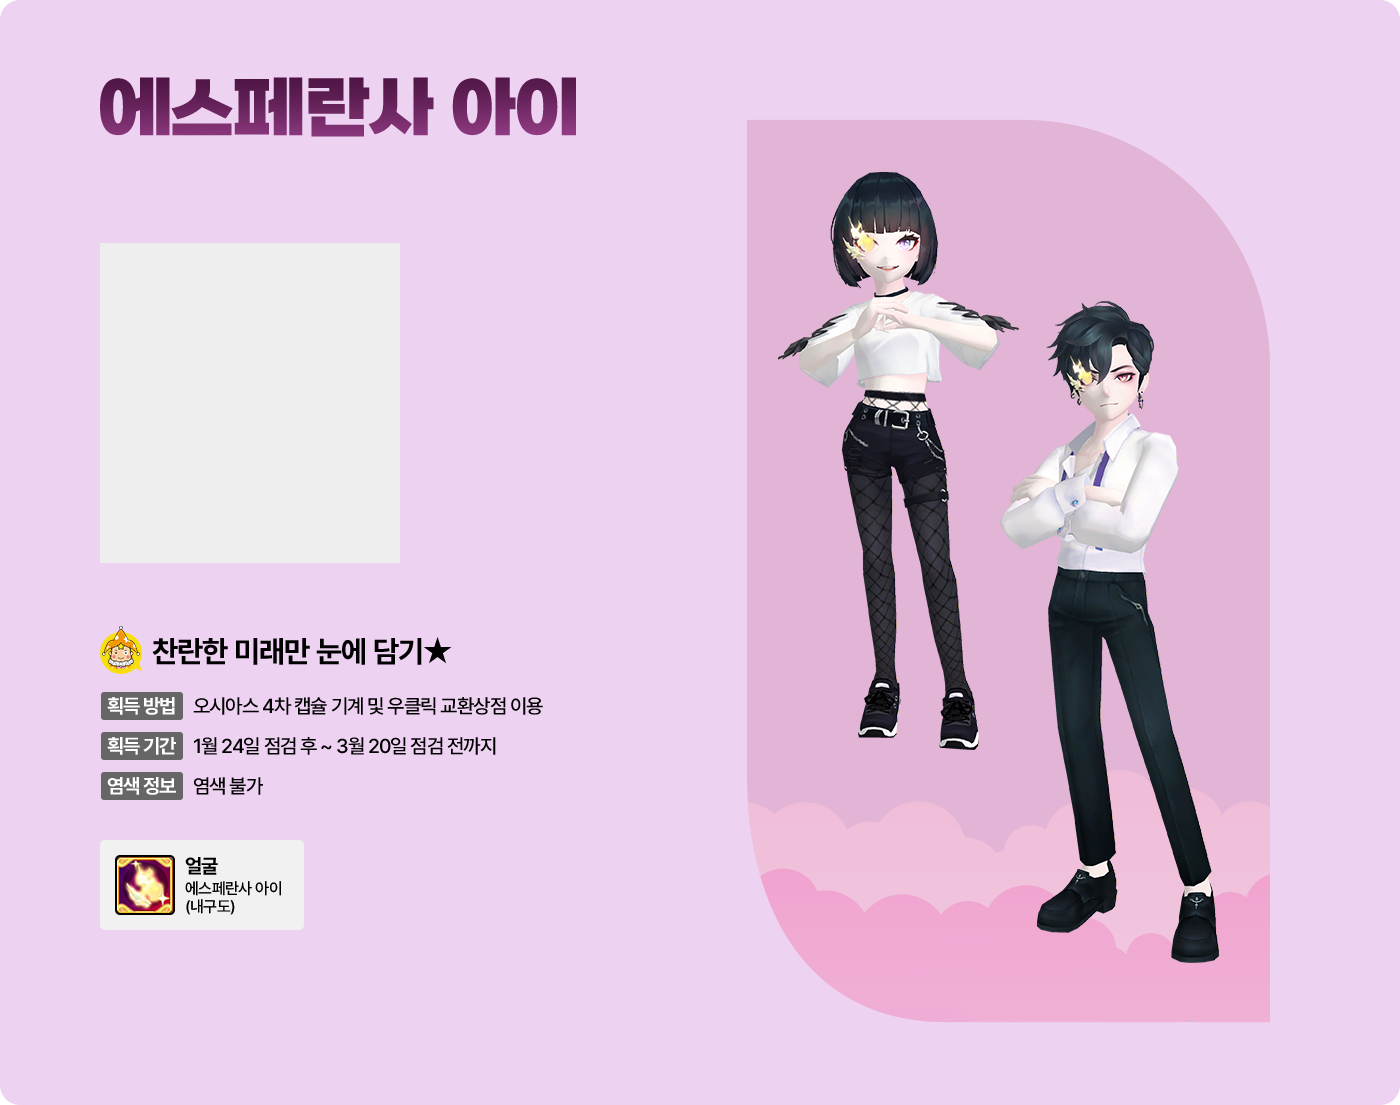 에스페란사 아이
찬란한 미래만 눈에 담기★
획득 방법 오시아스 4차 캡슐 기계 및 우클릭 교환상점 이용
획득 기간 1월 24일 점검 후 ~ 3월 20일 점검 전까지
염색 정보 염색 불가
얼굴
에스페란사 아이
(내구도)